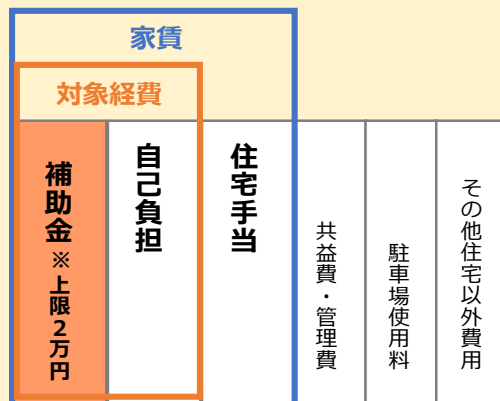 家賃
対象経費
補助金※上限2万円
自己負担
住宅手当
共益費・管理費
駐車場使用料
その他住宅以外費用